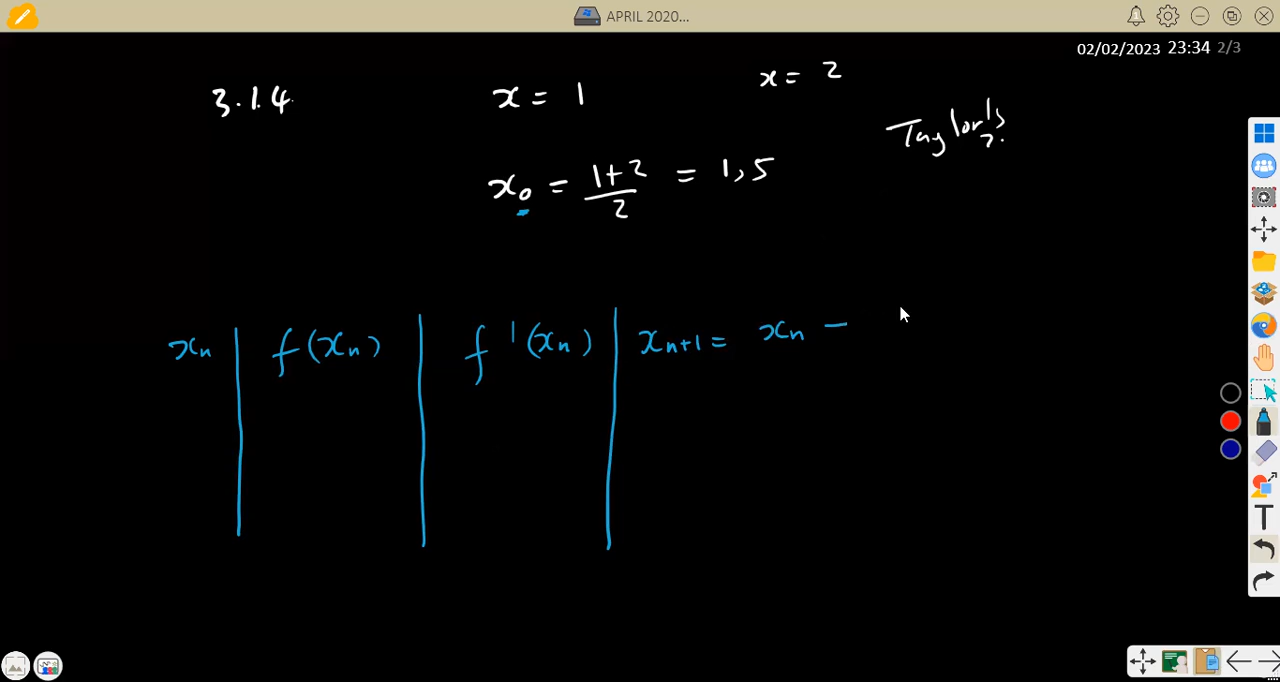 APRIL 2020...
02/02/2023 23:34 2/3
3.1.4 x = 1 x = 2
Taylor's
x₀ = (1+2)/2 = 1,5
xₙ | f(xₙ) | f'(xₙ) | xₙ₊₁ = xₙ −
T